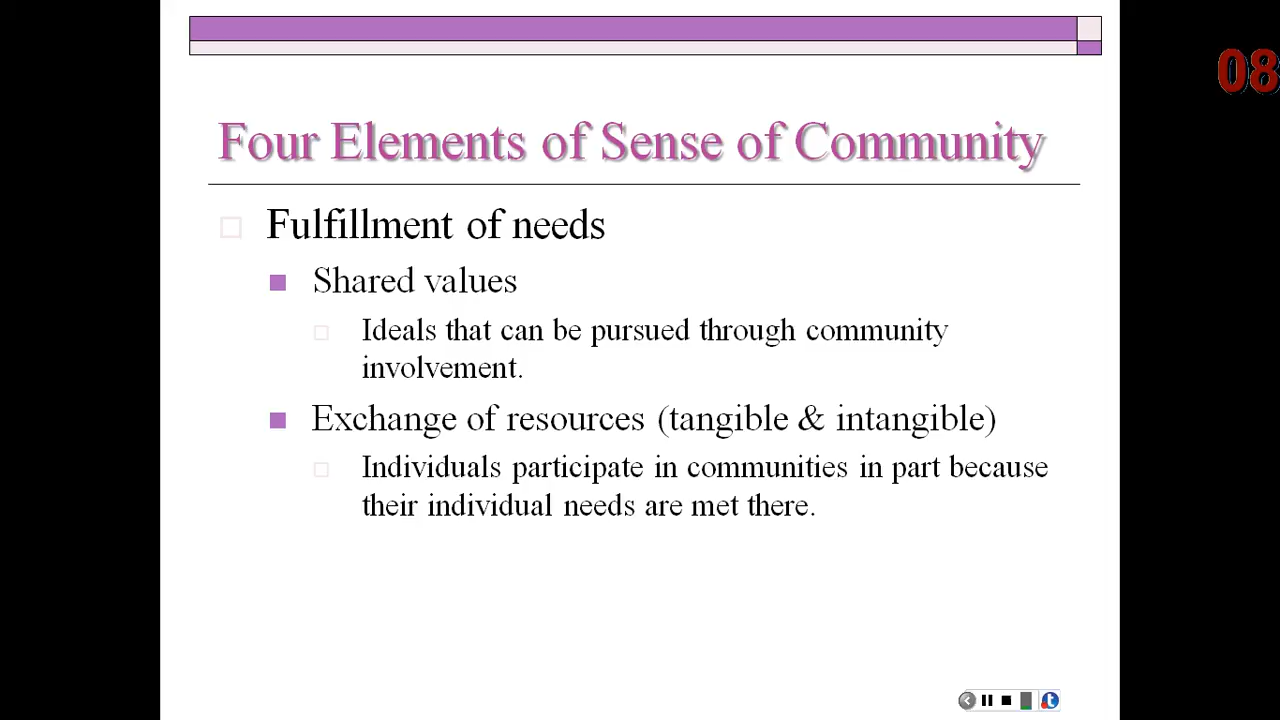 08
Four Elements of Sense of Community
Fulfillment of needs
Shared values
Ideals that can be pursued through community
involvement.
Exchange of resources (tangible & intangible)
Individuals participate in communities in part because
their individual needs are met there.
t